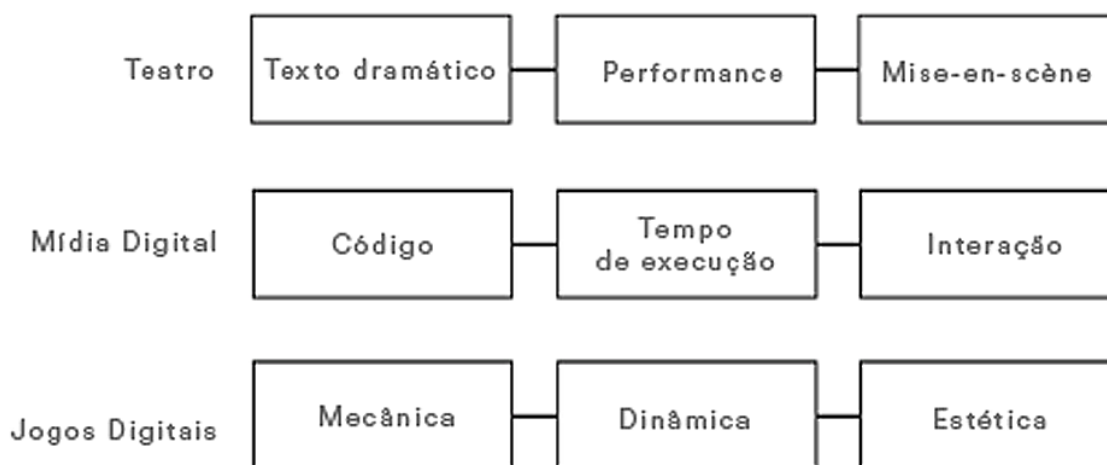 Teatro
Texto dramático
Performance
Mise-en-scène
Mídia Digital
Código
Tempo
de execução
Interação
Jogos Digitais
Mecânica
Dinâmica
Estética